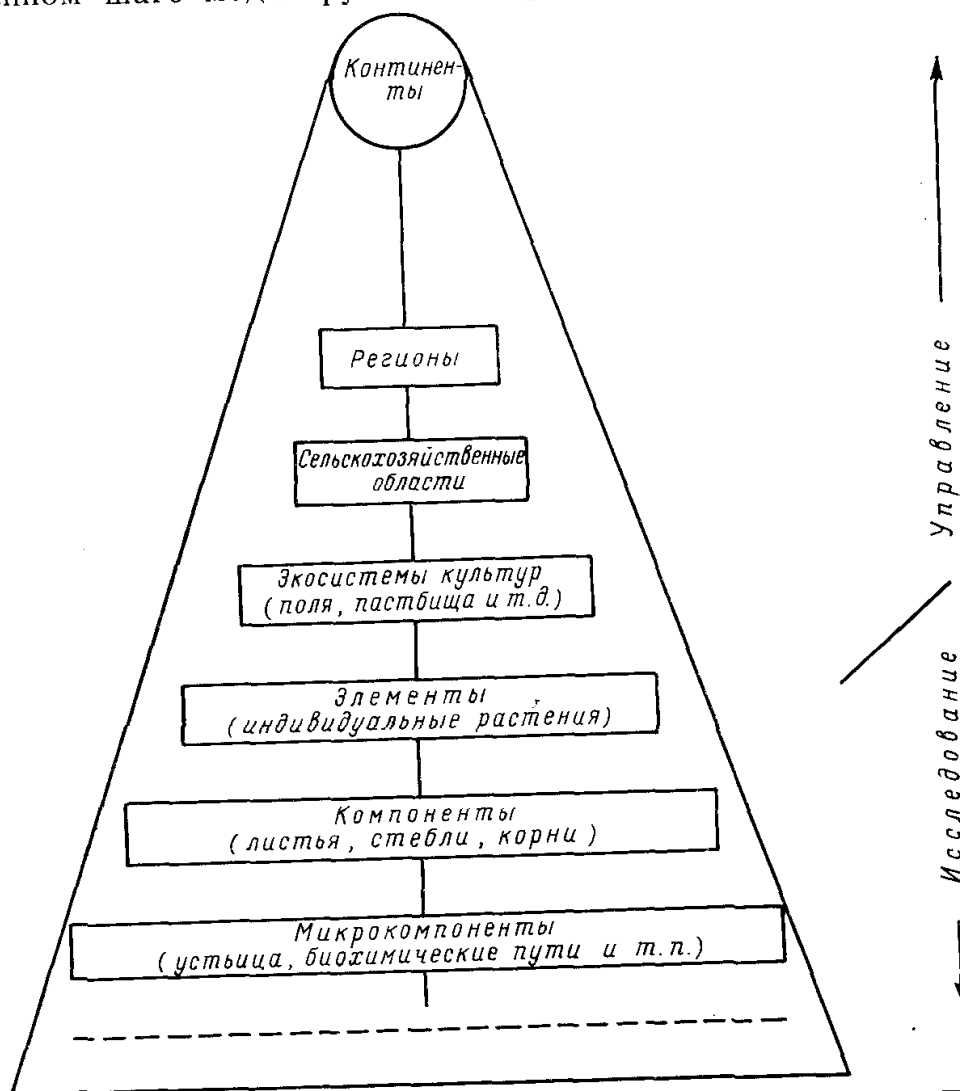 Континен-
ты
Регионы
Сельскохозяйственные
области
Экосистемы культур
(поля, пастбища и т.д.)
Элементы
(индивидуальные растения)
Компоненты
(листья, стебли, корни)
Микрокомпоненты
(устьица, биохимические пути и т.п.)
Управление
Исследование